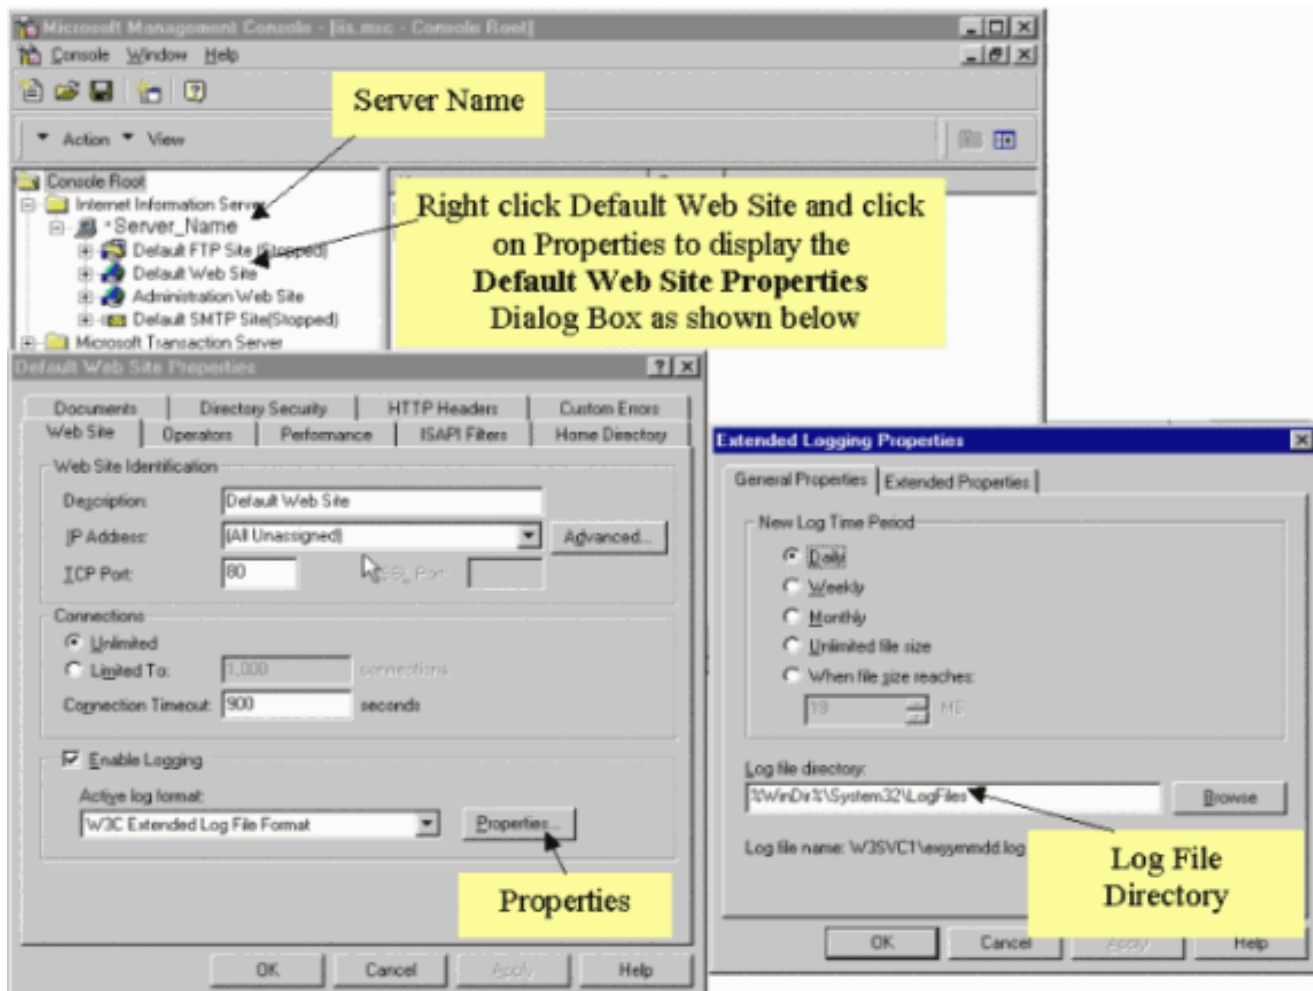 Microsoft Management Console - [iis.msc - Console Root]
Console Window Help
Server Name
Action View
Console Root
Internet Information Server
*Server_Name
Default FTP Site (Stopped)
Default Web Site
Administration Web Site
Default SMTP Site(Stopped)
Microsoft Transaction Server
Right click Default Web Site and click
on Properties to display the
Default Web Site Properties
Dialog Box as shown below
Default Web Site Properties
Documents Directory Security HTTP Headers Custom Errors
Web Site Operators Performance ISAPI Filters Home Directory
Web Site Identification
Description: Default Web Site
IP Address: (All Unassigned) Advanced...
TCP Port: 80 SSL Port:
Connections
Unlimited
Limited To: 1,000 connections
Connection Timeout: 900 seconds
Enable Logging
Active log format:
W3C Extended Log File Format Properties...
Properties
OK Cancel Apply Help
Extended Logging Properties
General Properties Extended Properties
New Log Time Period
Daily
Weekly
Monthly
Unlimited file size
When file size reaches:
19 MB
Log file directory:
%WinDir%\System32\LogFiles Browse
Log file name: W3SVC1\exyymmdd.log
Log File
Directory
OK Cancel Apply Help